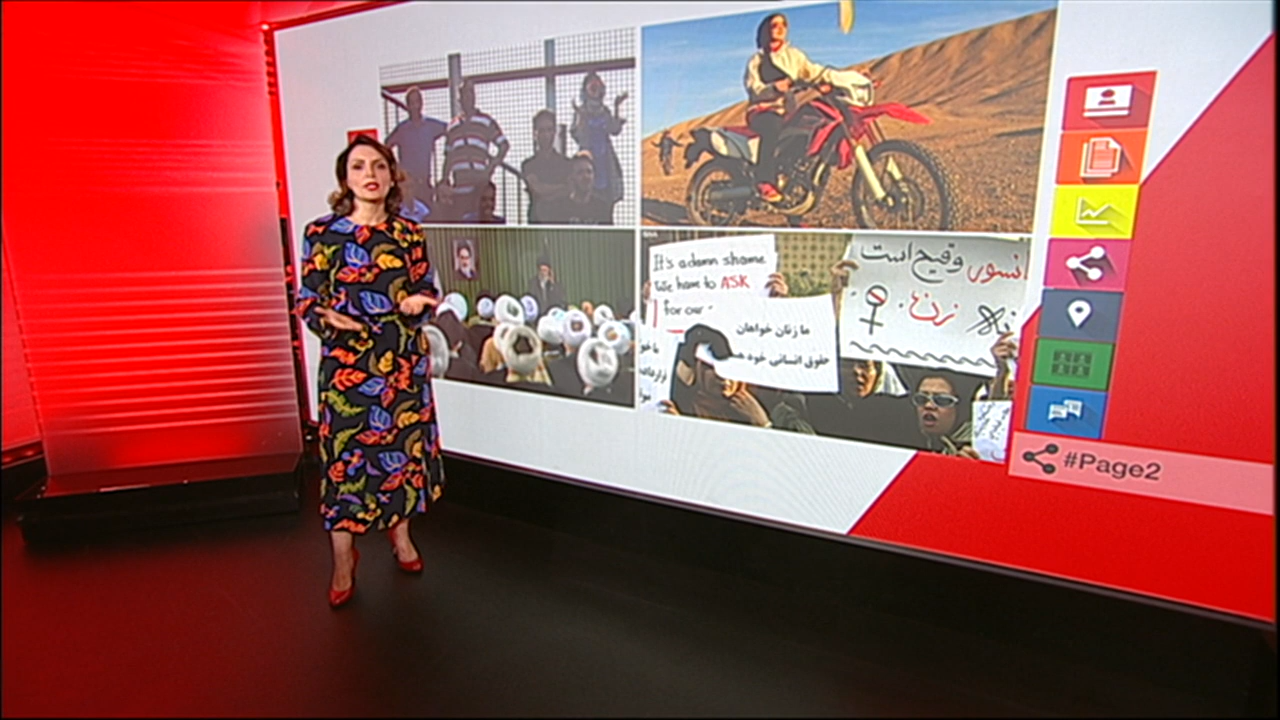 It's a damn shame
We have to ASK
for our
ما زنان خواهان
حقوق انسانی خود هس
سانسور وقیح است
زن
#Page2